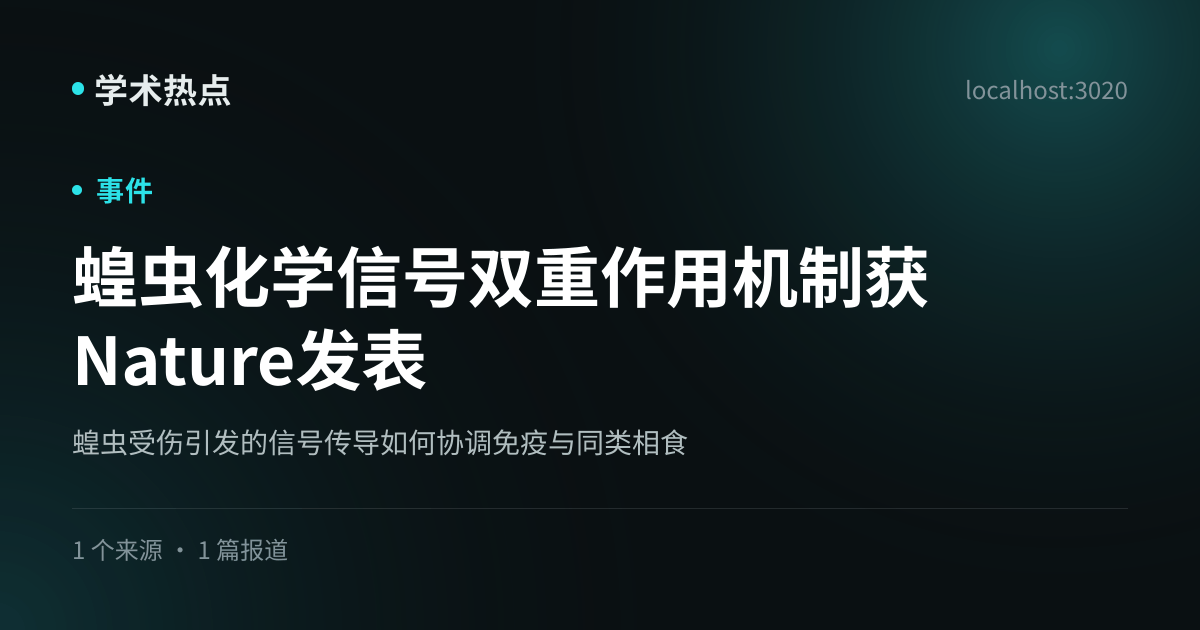 学术热点
localhost:3020
事件
蝗虫化学信号双重作用机制获
Nature发表
蝗虫受伤引发的信号传导如何协调免疫与同类相食
1 个来源 · 1 篇报道